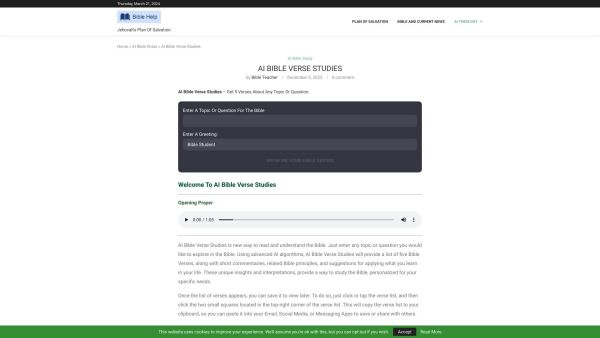 Thursday, March 21, 2024
Bible Help
Jehovah's Plan Of Salvation
PLAN OF SALVATION
BIBLE AND CURRENT NEWS
AI THEOLOGY
Home » AI Bible Chats » AI Bible Verse Studies
AI Bible Study
AI BIBLE VERSE STUDIES
by Bible Teacher | December 5, 2023 | 0 comment
AI Bible Verse Studies – Get 5 Verses About Any Topic Or Question.
Enter A Topic Or Question For The Bible:
Enter A Greeting:
Bible Student
SHOW ME SOME BIBLE VERSES
Welcome To AI Bible Verse Studies
Opening Prayer
0:00 / 1:05
AI Bible Verse Studies is new way to read and understand the Bible. Just enter any topic or question you would
like to explore in the Bible. Using advanced AI algorithms, AI Bible Verse Studies will provide a list of five Bible
Verses, along with short commentaries, related Bible principles, and suggestions for applying what you learn
in your life. These unique insights and interpretations, provide a way to study the Bible, personalized for your
specific needs.
Once the list of verses appears, you can save it to view later. To do so, just click or tap the verse list, and then
click the two small squares located in the top right corner of the verse list. This will copy the verse list to your
clipboard, so you can paste it into your Email, Social Media, or Messaging Apps to save or share with others.
This website uses cookies to improve your experience. We'll assume you're ok with this, but you can opt out if you wish.
Accept
Read More